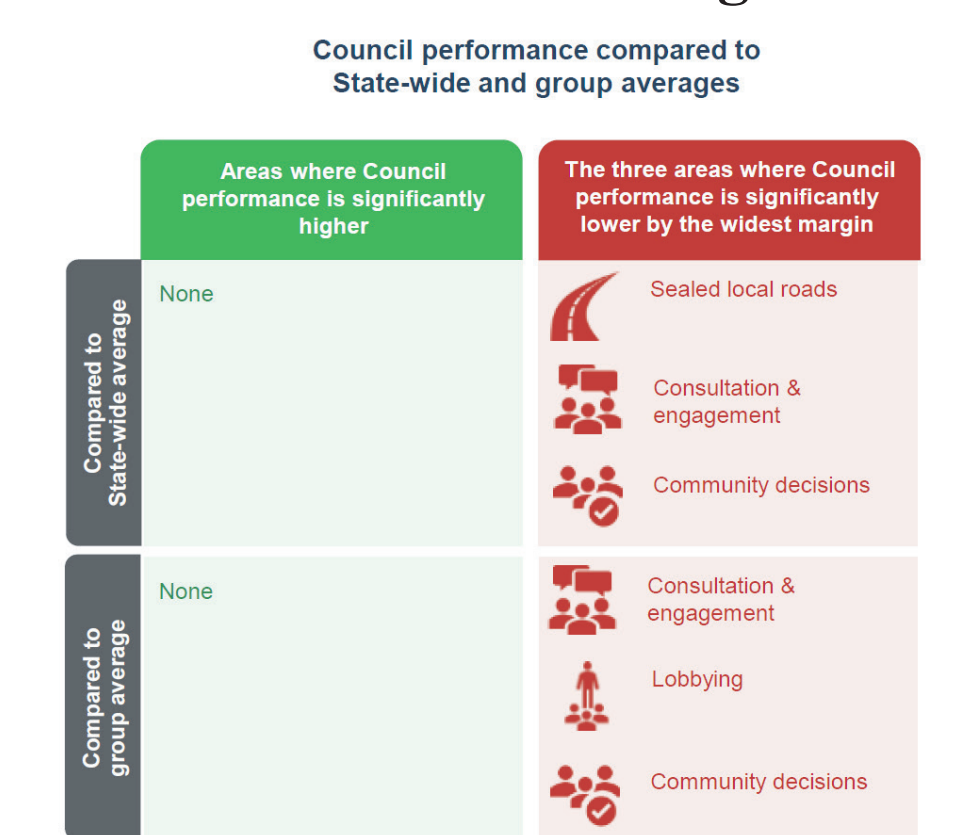 Council performance compared to
State-wide and group averages
Areas where Council
performance is significantly
higher
The three areas where Council
performance is significantly
lower by the widest margin
Compared to
State-wide average
None
Sealed local roads
Consultation &
engagement
Community decisions
Compared to
group average
None
Consultation &
engagement
Lobbying
Community decisions